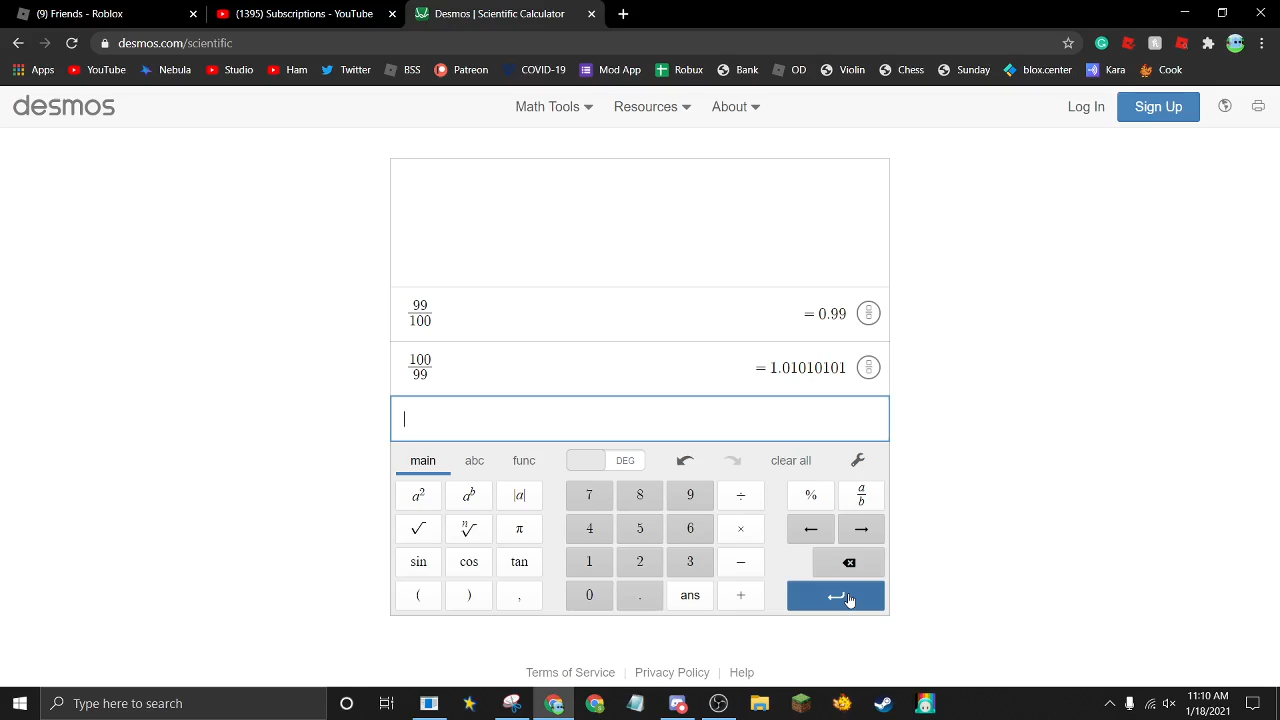 (9) Friends - Roblox
(1395) Subscriptions - YouTube
Desmos | Scientific Calculator
desmos.com/scientific
Apps YouTube Nebula Studio Ham Twitter BSS Patreon COVID-19 Mod App Robux Bank OD Violin Chess Sunday blox.center Kara Cook
desmos Math Tools Resources About Log In Sign Up
99
100
= 0.99
100
99
= 1.01010101
main abc func DEG clear all
a² aᵇ |a| 7 8 9 ÷ % a/b
√ ⁿ√ π 4 5 6 × ← →
sin cos tan 1 2 3 −
( ) , 0 . ans +
Terms of Service | Privacy Policy | Help
Type here to search
11:10 AM
1/18/2021